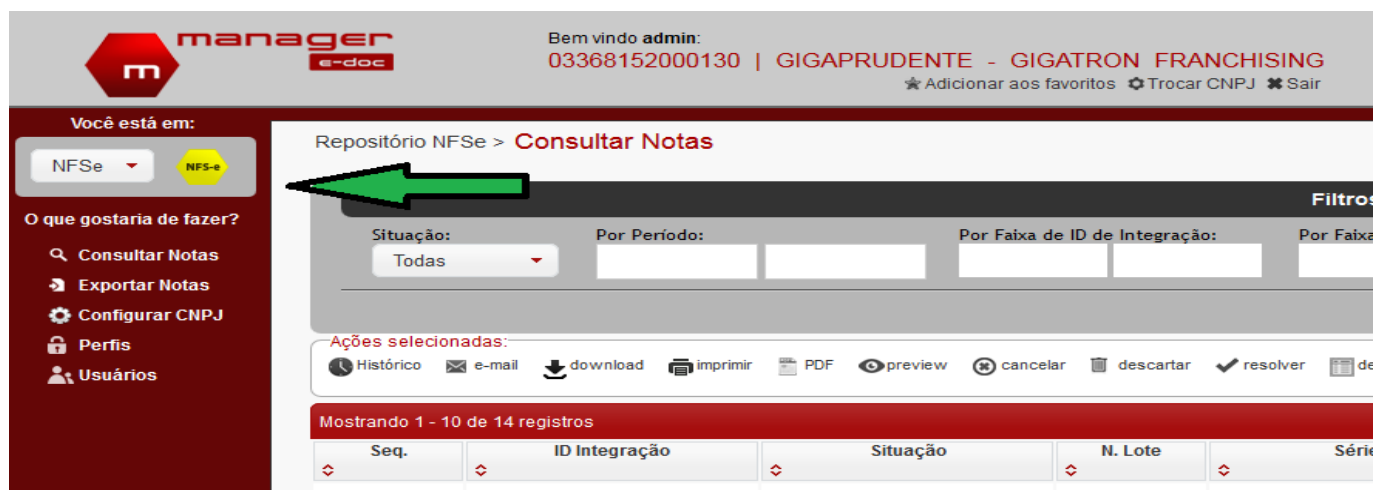 manager
e-doc
m
Bem vindo admin:
03368152000130 | GIGAPRUDENTE - GIGATRON FRANCHISING
Adicionar aos favoritos Trocar CNPJ Sair
Você está em:
NFSe
NFS-e
O que gostaria de fazer?
Consultar Notas
Exportar Notas
Configurar CNPJ
Perfis
Usuários
Repositório NFSe > Consultar Notas
Filtros
Situação: Por Período: Por Faixa de ID de Integração: Por Faixa
Todas
Ações selecionadas:
Histórico e-mail download imprimir PDF preview cancelar descartar resolver de
Mostrando 1 - 10 de 14 registros
Seq. ID Integração Situação N. Lote Série